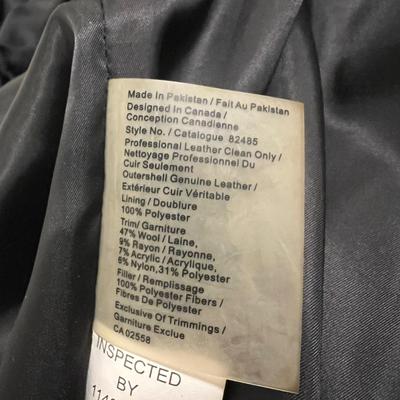 Made In Pakistan / Fait Au Pakistan
Designed In Canada /
Conception Canadienne
Style No. / Catalogue 82485
Professional Leather Clean Only /
Nettoyage Professionnel Du
Cuir Seulement
Outershell Genuine Leather /
Extérieur Cuir Véritable
Lining / Doublure
100% Polyester
Trim/ Garniture
47% Wool / Laine,
9% Rayon / Rayonne,
7% Acrylic / Acrylique,
6% Nylon, 31% Polyester
Filler / Remplissage
100% Polyester Fibers /
Fibres De Polyester
Exclusive Of Trimmings /
Garniture Exclue
CA 02558
INSPECTED
BY